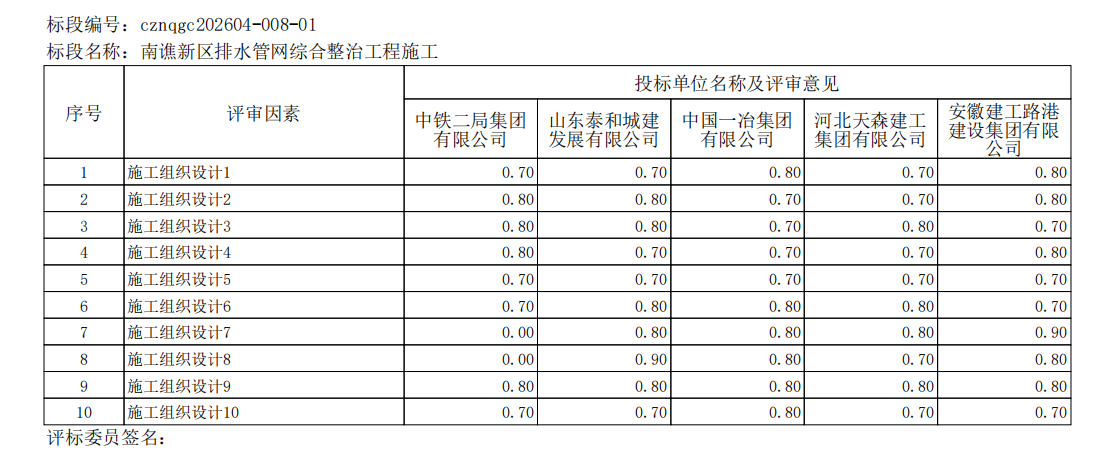 标段编号：cznqgc202604-008-01
标段名称：南谯新区排水管网综合整治工程施工
序号 评审因素 投标单位名称及评审意见
中铁二局集团有限公司 山东泰和城建发展有限公司 中国一冶集团有限公司 河北天森建工集团有限公司 安徽建工路港建设集团有限公司
1 施工组织设计1 0.70 0.70 0.80 0.70 0.80
2 施工组织设计2 0.80 0.80 0.70 0.70 0.80
3 施工组织设计3 0.80 0.80 0.70 0.80 0.70
4 施工组织设计4 0.80 0.70 0.70 0.70 0.80
5 施工组织设计5 0.70 0.70 0.70 0.70 0.70
6 施工组织设计6 0.70 0.80 0.80 0.80 0.70
7 施工组织设计7 0.00 0.80 0.80 0.80 0.90
8 施工组织设计8 0.00 0.90 0.80 0.70 0.80
9 施工组织设计9 0.80 0.80 0.80 0.80 0.80
10 施工组织设计10 0.70 0.70 0.80 0.70 0.70
评标委员签名：